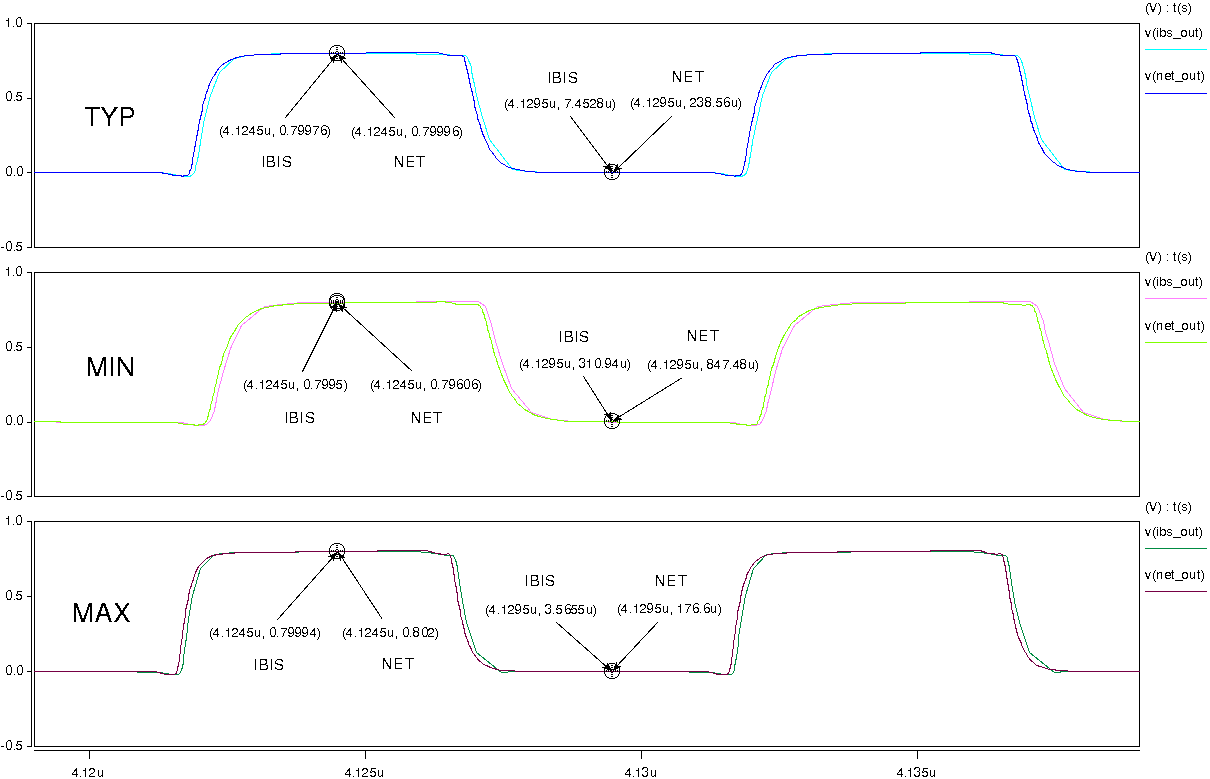 (V) : t(s)
1.0
v(ibs_out)
v(net_out)
IBIS NET
0.5
(4.1295u, 7.4528u) (4.1295u, 238.56u)
TYP
(4.1245u, 0.79976) (4.1245u, 0.79996)
IBIS NET
0.0
-0.5
(V) : t(s)
1.0
v(ibs_out)
v(net_out)
IBIS NET
0.5
(4.1295u, 310.94u) (4.1295u, 847.48u)
MIN
(4.1245u, 0.7995) (4.1245u, 0.79606)
IBIS NET
0.0
-0.5
(V) : t(s)
1.0
v(ibs_out)
v(net_out)
IBIS NET
0.5
(4.1295u, 3.5655u) (4.1295u, 176.6u)
MAX
(4.1245u, 0.79994) (4.1245u, 0.802)
IBIS NET
0.0
-0.5
4.12u 4.125u 4.13u 4.135u